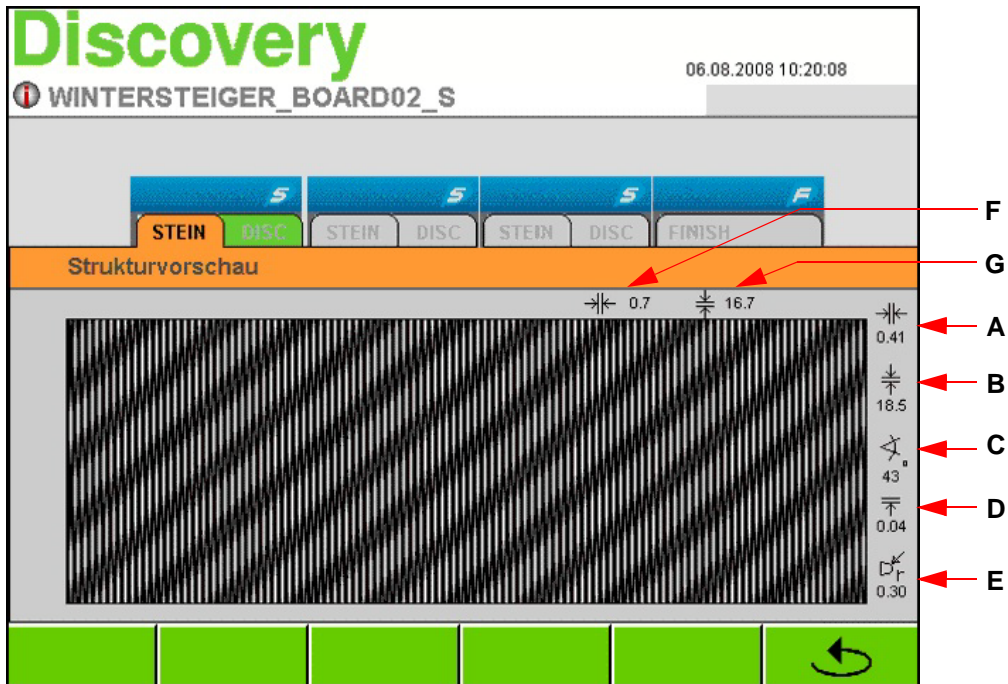 Discovery
06.08.2008 10:20:08
WINTERSTEIGER_BOARD02_S
S S S F
STEIN DISC STEIN DISC STEIN DISC FINISH
F
Strukturvorschau
G
0.7 16.7
A
0.41
B
18.5
C
43°
D
0.04
r
E
0.30